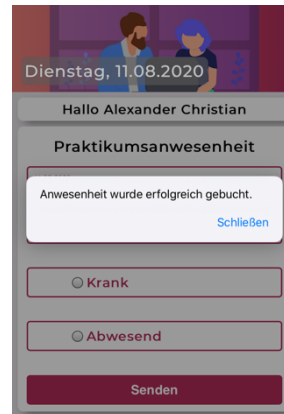 Dienstag, 11.08.2020
Hallo Alexander Christian
Praktikumsanwesenheit
Anwesenheit wurde erfolgreich gebucht.
Schließen
Krank
Abwesend
Senden